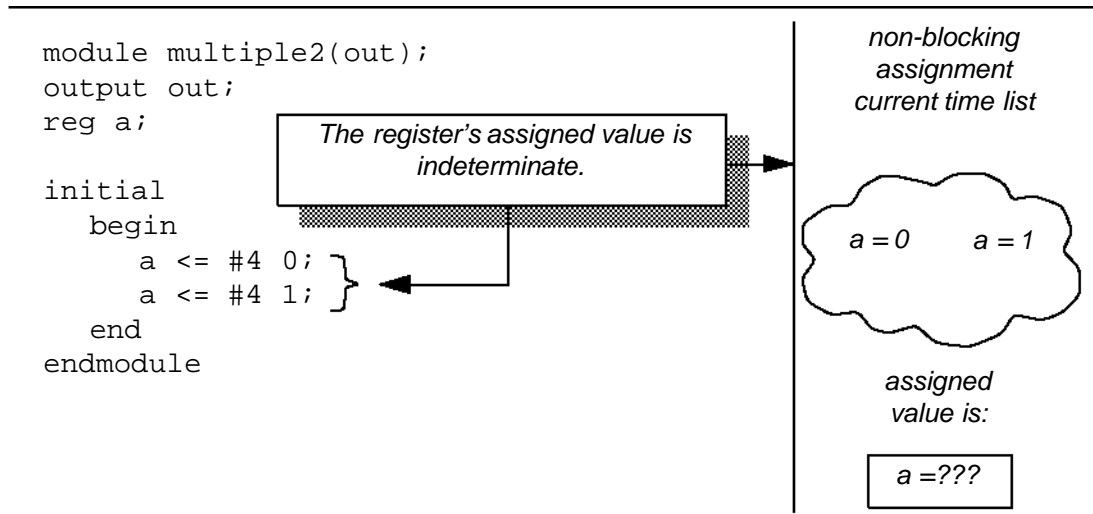 module multiple2(out);
output out;
reg a;
initial
begin
a <= #4 0;
a <= #4 1;
end
endmodule
The register's assigned value is
indeterminate.
non-blocking
assignment
current time list
a = 0 a = 1
assigned
value is:
a =???